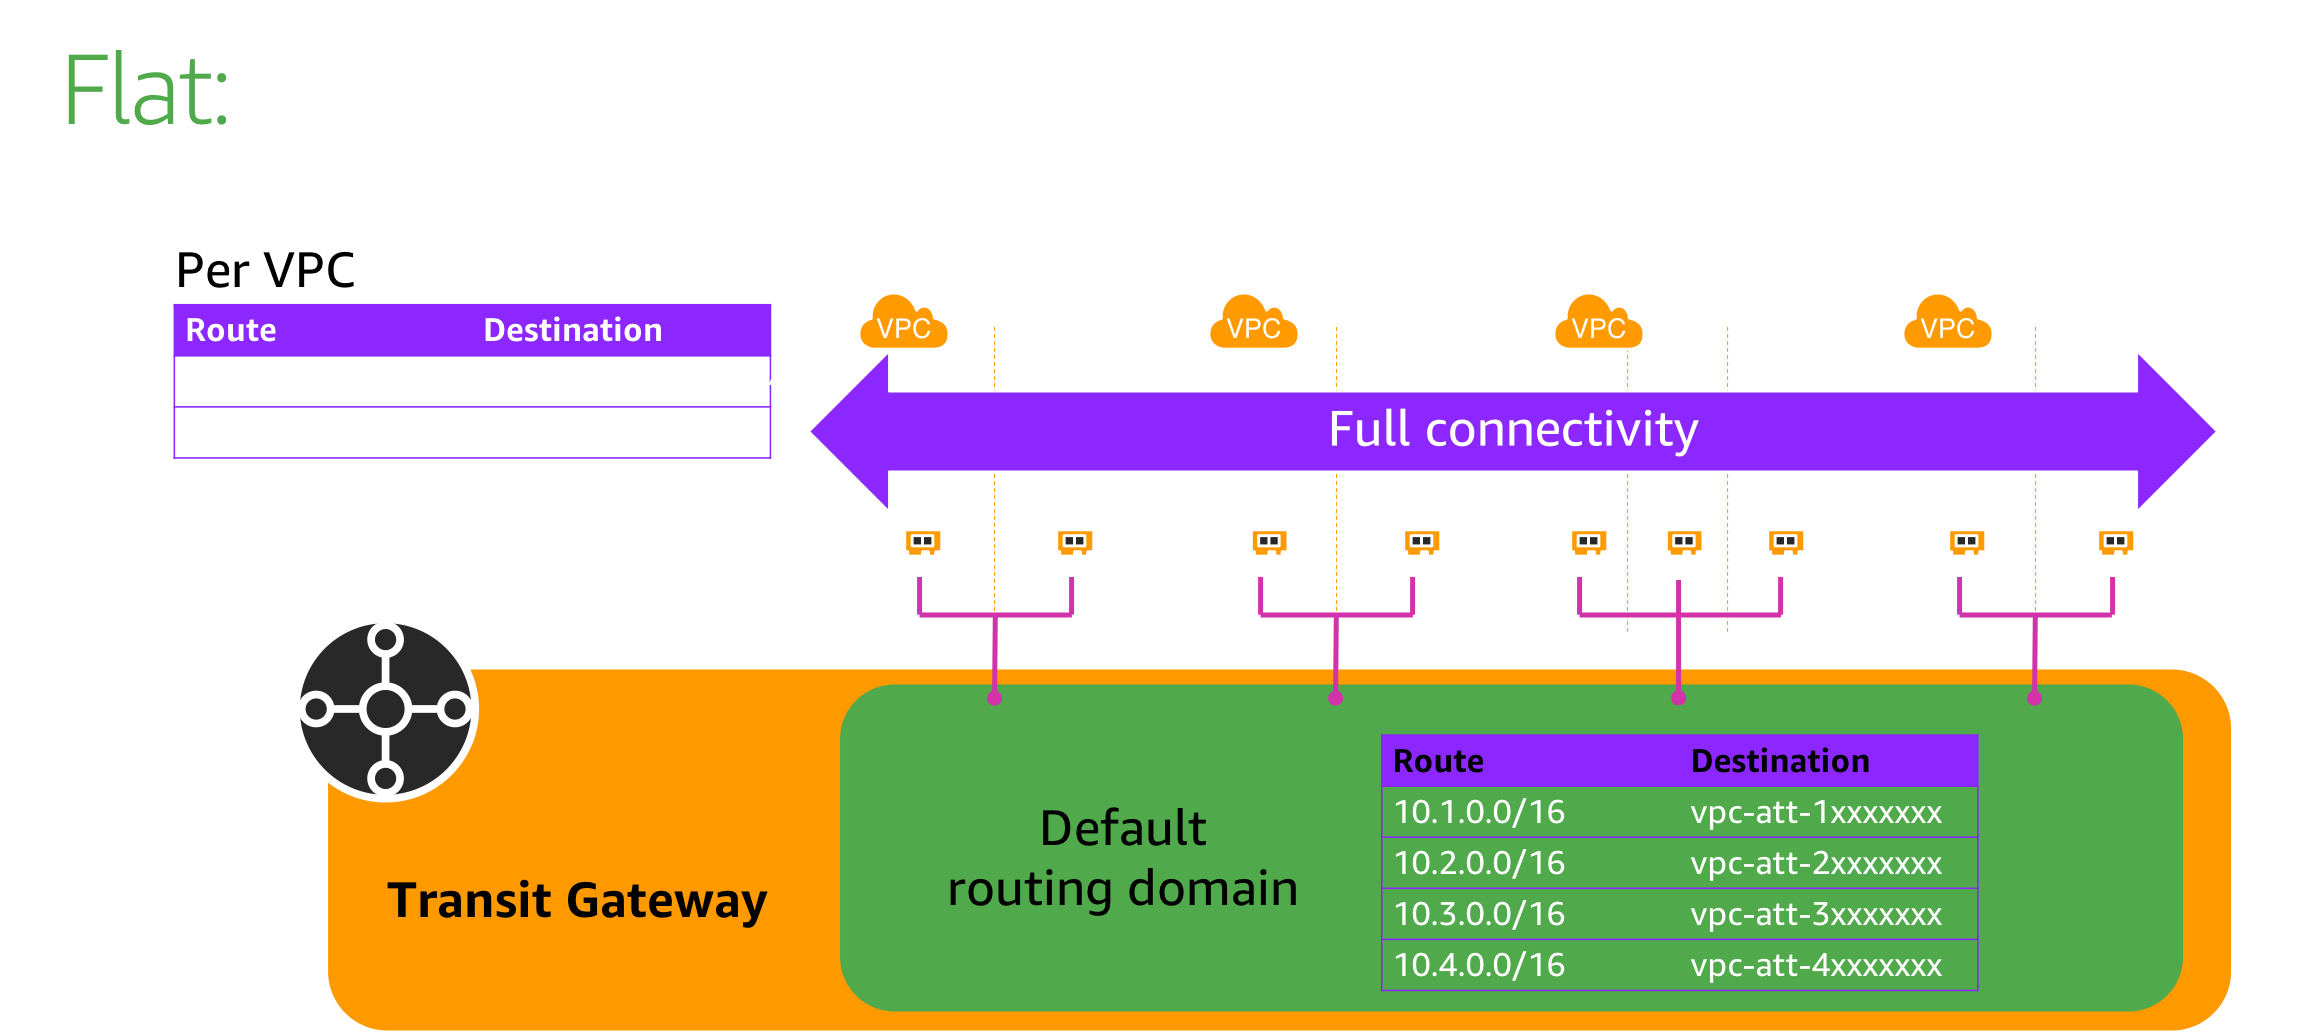 Flat:
Per VPC
Route Destination
VPC VPC VPC VPC
Full connectivity
Transit Gateway
Default
routing domain
Route Destination
10.1.0.0/16 vpc-att-1xxxxxxx
10.2.0.0/16 vpc-att-2xxxxxxx
10.3.0.0/16 vpc-att-3xxxxxxx
10.4.0.0/16 vpc-att-4xxxxxxx